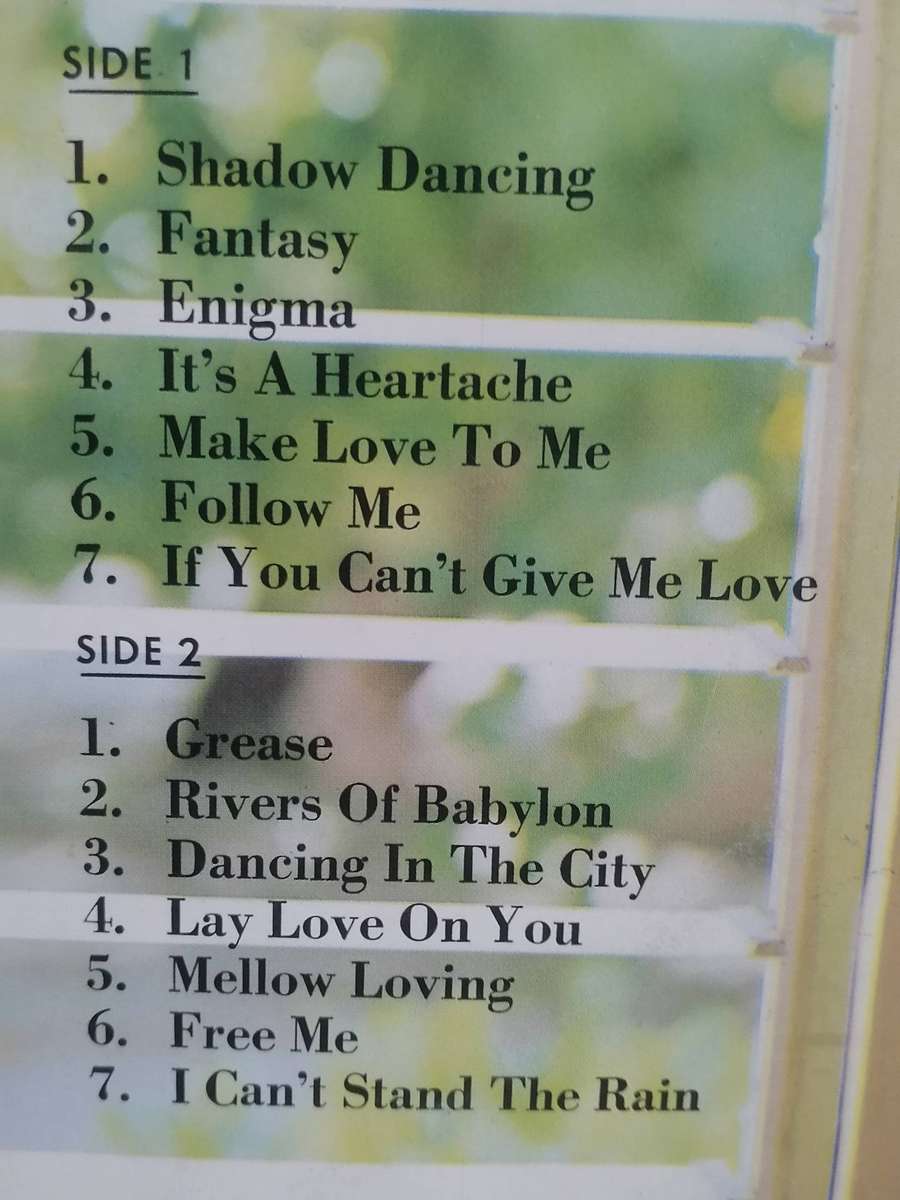 SIDE 1
1. Shadow Dancing
2. Fantasy
3. Enigma
4. It's A Heartache
5. Make Love To Me
6. Follow Me
7. If You Can't Give Me Love
SIDE 2
1. Grease
2. Rivers Of Babylon
3. Dancing In The City
4. Lay Love On You
5. Mellow Loving
6. Free Me
7. I Can't Stand The Rain